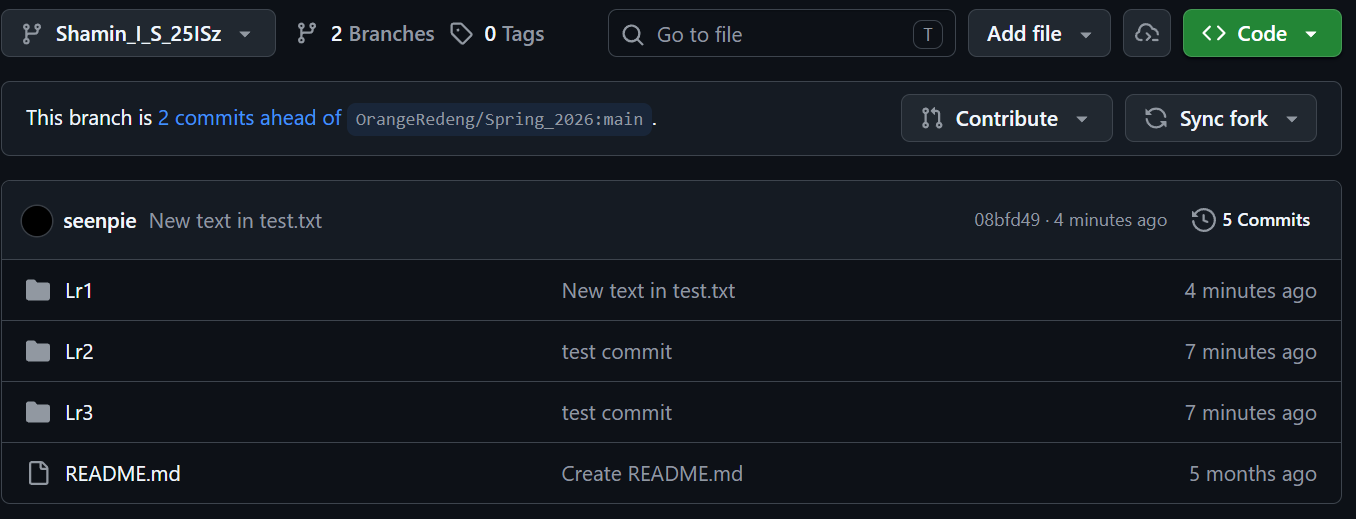 Shamin_I_S_25ISz 2 Branches 0 Tags Go to file T Add file Code
This branch is 2 commits ahead of OrangeRedeng/Spring_2026:main. Contribute Sync fork
seenpie New text in test.txt 08bfd49 · 4 minutes ago 5 Commits
Lr1 New text in test.txt 4 minutes ago
Lr2 test commit 7 minutes ago
Lr3 test commit 7 minutes ago
README.md Create README.md 5 months ago